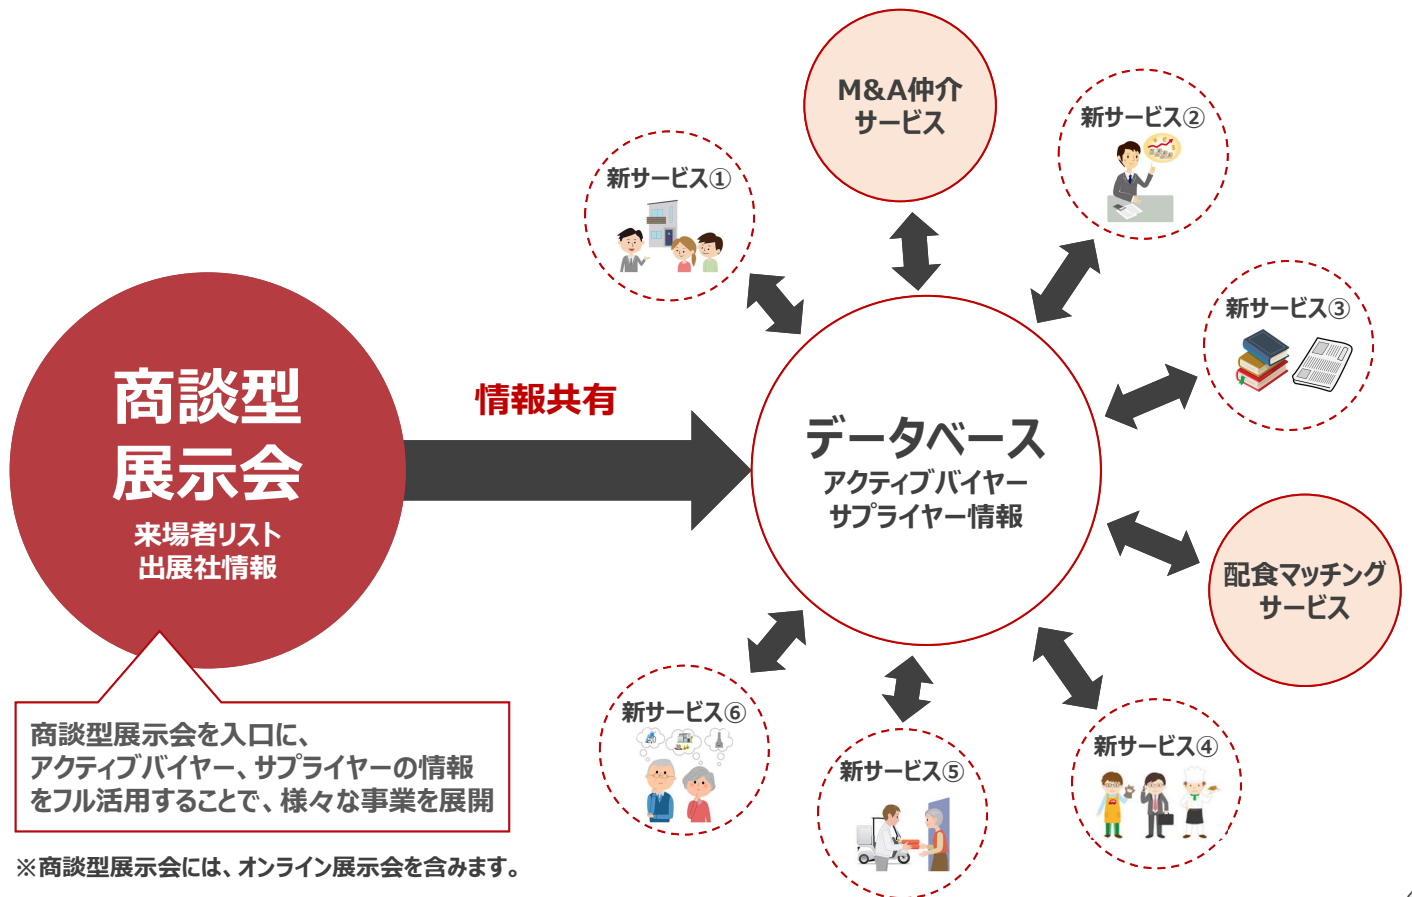 商談型
展示会
来場者リスト
出展社情報
商談型展示会を入口に、
アクティブバイヤー、サプライヤーの情報
をフル活用することで、様々な事業を展開
※商談型展示会には、オンライン展示会を含みます。
情報共有
データベース
アクティブバイヤー
サプライヤー情報
新サービス①
M&A仲介
サービス
新サービス②
新サービス③
配食マッチング
サービス
新サービス④
新サービス⑤
新サービス⑥